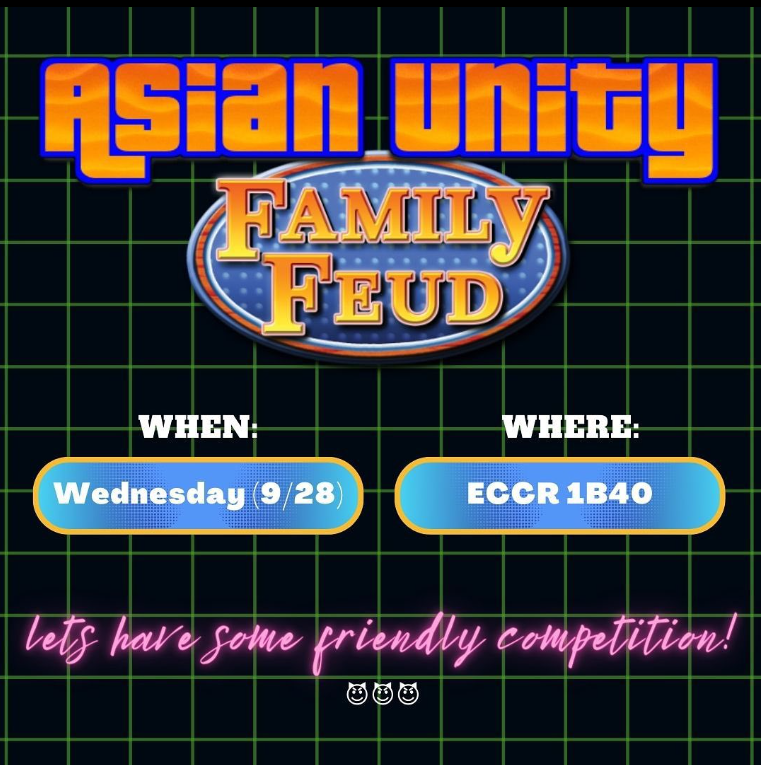 Asian Unity
FAMILY
FEUD
WHEN:
WHERE:
Wednesday (9/28)
ECCR 1B40
lets have some friendly competition!
😈😈😈